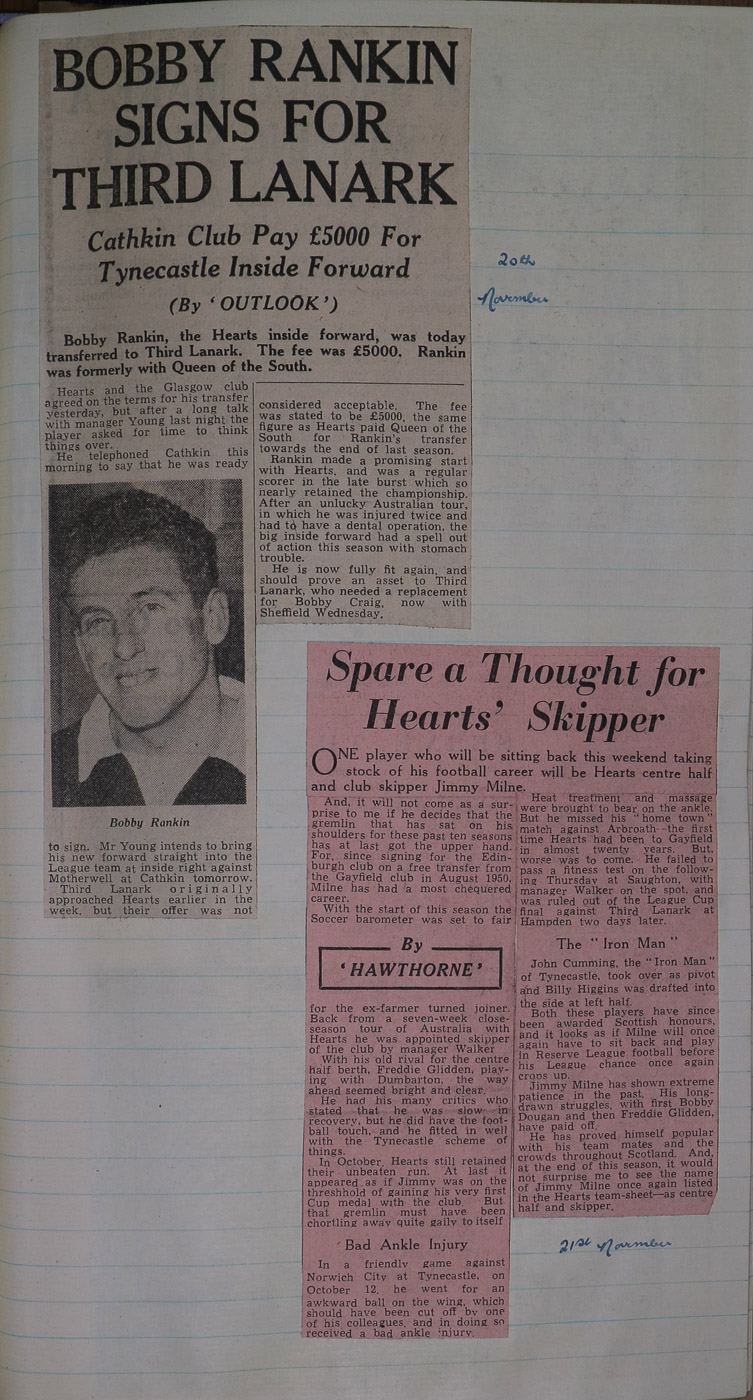 BOBBY RANKIN
SIGNS FOR
THIRD LANARK
Cathkin Club Pay £5000 For
Tynecastle Inside Forward
(By ‘OUTLOOK’)
Bobby Rankin, the Hearts inside forward, was today
transferred to Third Lanark. The fee was £5000. Rankin
was formerly with Queen of the South.
Hearts and the Glasgow club
agreed on the terms for his transfer
yesterday, but after a long talk
with manager Young last night the
player asked for time to think
things over.
He telephoned Cathkin this
morning to say that he was ready
Bobby Rankin
to sign. Mr Young intends to bring
his new forward straight into the
League team at inside right against
Motherwell at Cathkin tomorrow.
Third Lanark originally
approached Hearts earlier in the
week, but their offer was not
considered acceptable. The fee
was stated to be £5000, the same
figure as Hearts paid Queen of the
South for Rankin's transfer
towards the end of last season.
Rankin made a promising start
with Hearts, and was a regular
scorer in the late burst which so
nearly retained the championship.
After an unlucky Australian tour,
in which he was injured twice and
had to have a dental operation, the
big inside forward had a spell out
of action this season with stomach
trouble.
He is now fully fit again, and
should prove an asset to Third
Lanark, who needed a replacement
for Bobby Craig, now with
Sheffield Wednesday.
20th
November
Spare a Thought for
Hearts’ Skipper
ONE player who will be sitting back this weekend taking
stock of his football career will be Hearts centre half
and club skipper Jimmy Milne.
And, it will not come as a sur-
prise to me if he decides that the
gremlin that has sat on his
shoulders for these past ten seasons
has at last got the upper hand.
For, since signing for the Edin-
burgh club on a free transfer from
the Gayfield club in August 1950,
Milne has had a most chequered
career.
With the start of this season the
Soccer barometer was set to fair
By
‘HAWTHORNE’
for the ex-farmer turned joiner.
Back from a seven-week close-
season tour of Australia with
Hearts he was appointed skipper
of the club by manager Walker
With his old rival for the centre
half berth, Freddie Glidden, play-
ing with Dumbarton, the way
ahead seemed bright and clear.
He had his many critics who
stated that he was slow in
recovery, but he did have the foot-
ball touch, and he fitted in well
with the Tynecastle scheme of
things.
In October, Hearts still retained
their unbeaten run. At last it
appeared as if Jimmy was on the
threshhold of gaining his very first
Cup medal with the club. But
that gremlin must have been
chortling away quite gaily to itself
Bad Ankle Injury
In a friendly game against
Norwich City at Tynecastle, on
October 12, he went for an
awkward ball on the wing, which
should have been cut off by one
of his colleagues, and in doing so
received a bad ankle injury.
Heat treatment and massage
were brought to bear on the ankle.
But he missed his "home town"
match against Arbroath—the first
time Hearts had been to Gayfield
in almost twenty years. But,
worse was to come. He failed to
pass a fitness test on the follow-
ing Thursday at Saughton, with
manager Walker on the spot, and
was ruled out of the League Cup
final against Third Lanark at
Hampden two days later.
The "Iron Man"
John Cumming, the "Iron Man"
of Tynecastle, took over as pivot
and Billy Higgins was drafted into
the side at left half.
Both these players have since
been awarded Scottish honours,
and it looks as if Milne will once
again have to sit back and play
in Reserve League football before
his League chance once again
crops up.
Jimmy Milne has shown extreme
patience in the past. His long-
drawn struggles, with first Bobby
Dougan and then Freddie Glidden,
have paid off.
He has proved himself popular
with his team mates and the
crowds throughout Scotland. And,
at the end of this season, it would
not surprise me to see the name
of Jimmy Milne once again listed
in the Hearts team-sheet—as centre
half and skipper.
21st November